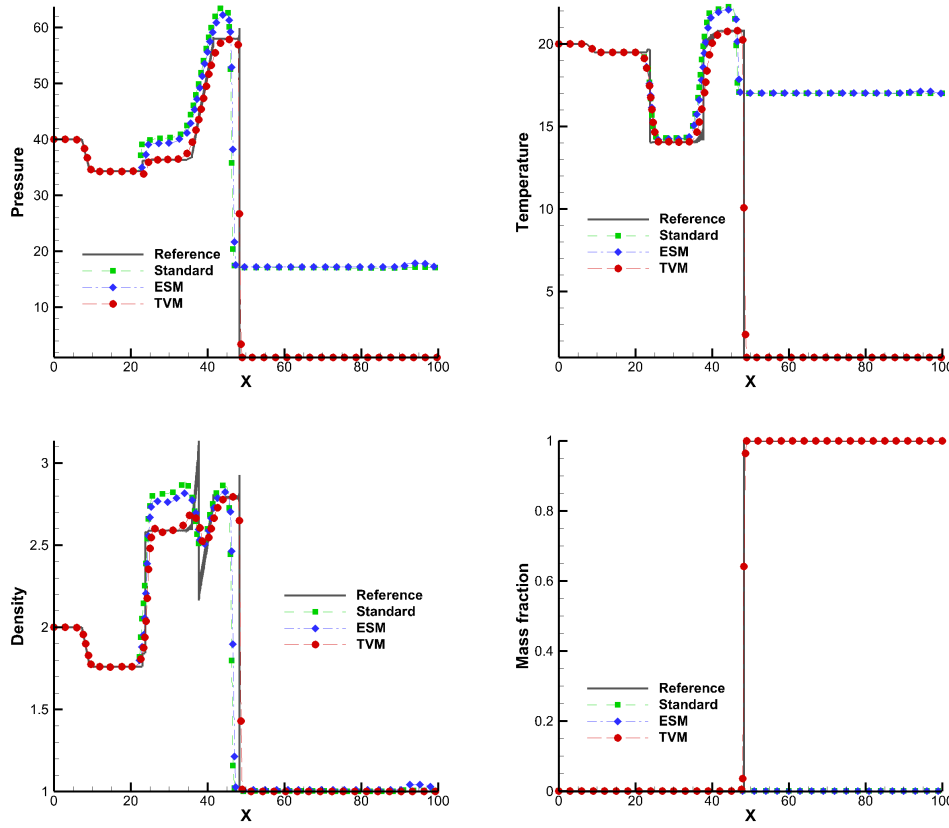 Pressure
60
50
40
30
20
10
0
20
40
60
80
100
X
Reference
Standard
ESM
TVM
Temperature
20
15
10
5
0
20
40
60
80
100
X
Reference
Standard
ESM
TVM
Density
3
2.5
2
1.5
1
0
20
40
60
80
100
X
Reference
Standard
ESM
TVM
Mass fraction
1
0.8
0.6
0.4
0.2
0
0
20
40
60
80
100
X
Reference
Standard
ESM
TVM